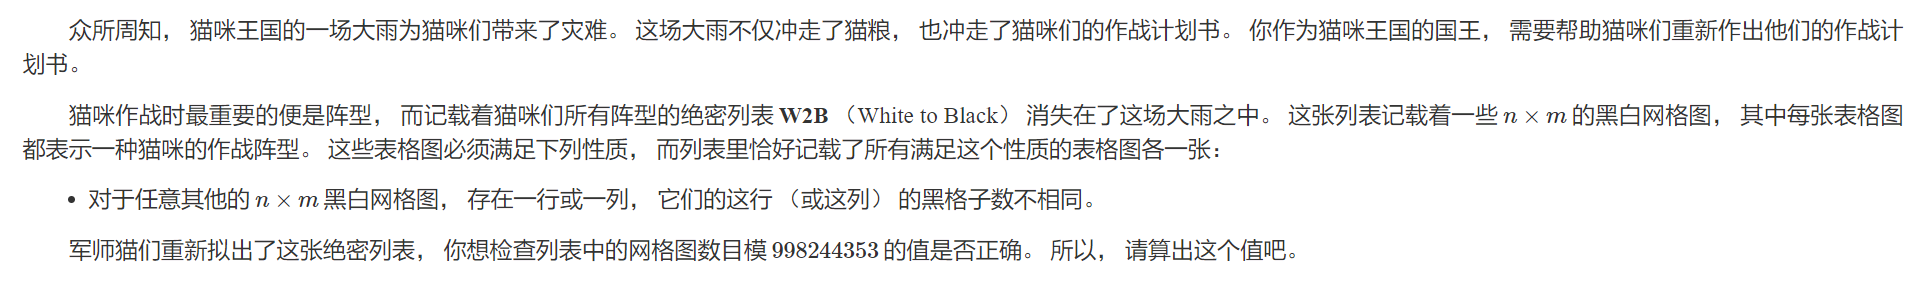 众所周知， 猫咪王国的一场大雨为猫咪们带来了灾难。 这场大雨不仅冲走了猫粮， 也冲走了猫咪们的作战计划书。 你作为猫咪王国的国王， 需要帮助猫咪们重新作出他们的作战计
划书。
猫咪作战时最重要的便是阵型， 而记载着猫咪们所有阵型的绝密列表 W2B （White to Black） 消失在了这场大雨之中。 这张列表记载着一些 n × m 的黑白网格图， 其中每张表格图
都表示一种猫咪的作战阵型。 这些表格图必须满足下列性质， 而列表里恰好记载了所有满足这个性质的表格图各一张：
• 对于任意其他的 n × m 黑白网格图， 存在一行或一列， 它们的这行 （或这列） 的黑格子数不相同。
军师猫们重新拟出了这张绝密列表， 你想检查列表中的网格图数目模 998244353 的值是否正确。 所以， 请算出这个值吧。